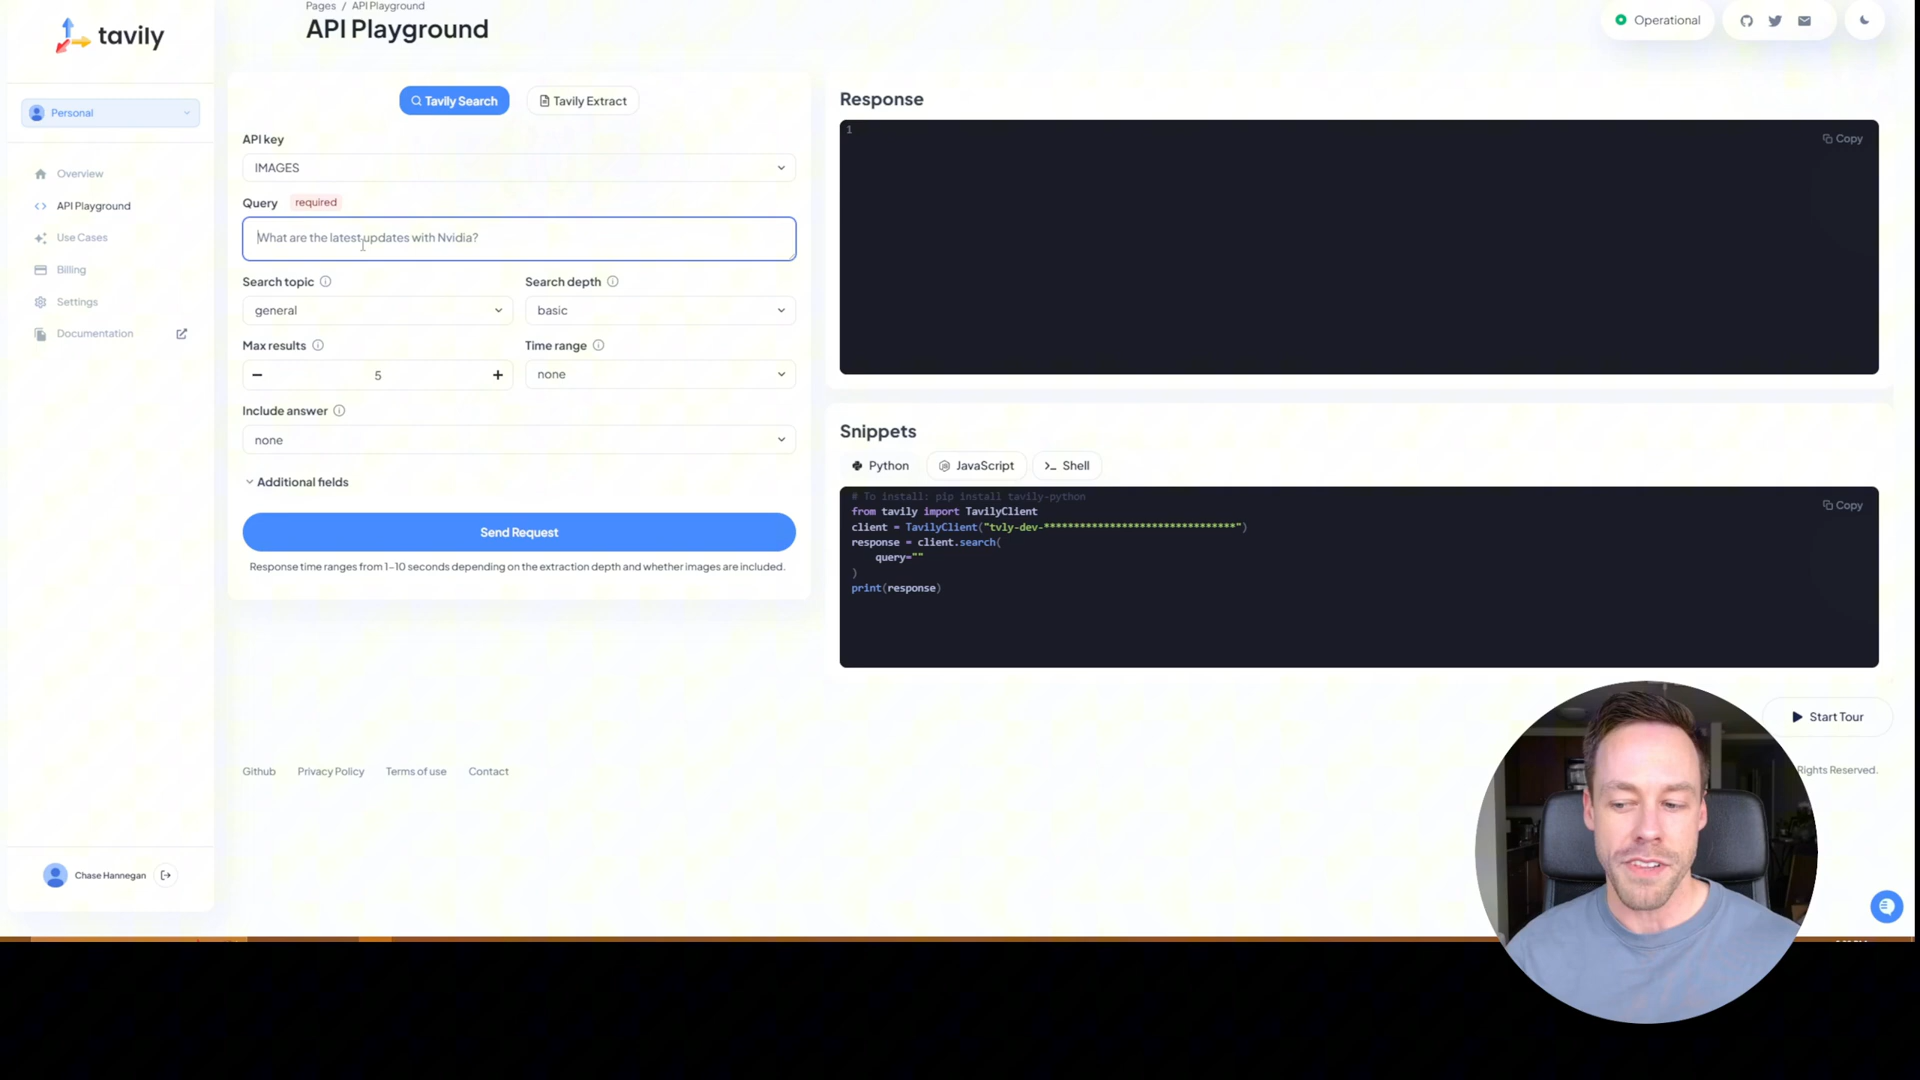 tavily
Personal
Overview
API Playground
Use Cases
Billing
Settings
Documentation
Chase Hannegan
Pages / API Playground
API Playground
Operational
Tavily Search
Tavily Extract
API key
IMAGES
Query required
What are the latest updates with Nvidia?
Search topic
Search depth
general
basic
Max results
Time range
5
none
Include answer
none
Additional fields
Send Request
Response time ranges from 1-10 seconds depending on the extraction depth and whether images are included.
Response
1
Copy
Snippets
Python
JavaScript
>_ Shell
# To install: pip install tavily-python
Copy
from tavily import TavilyClient
client = TavilyClient("tvly-dev-********************************")
response = client.search(
query=""
)
print(response)
Start Tour
Github
Privacy Policy
Terms of use
Contact
Rights Reserved.